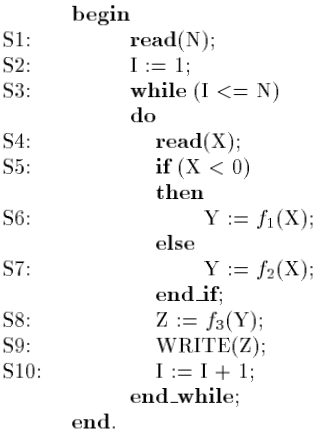 begin
S1: read(N);
S2: I := 1;
S3: while (I <= N)
do
S4: read(X);
S5: if (X < 0)
then
S6: Y := f₁(X);
else
S7: Y := f₂(X);
end_if;
S8: Z := f₃(Y);
S9: WRITE(Z);
S10: I := I + 1;
end_while;
end.